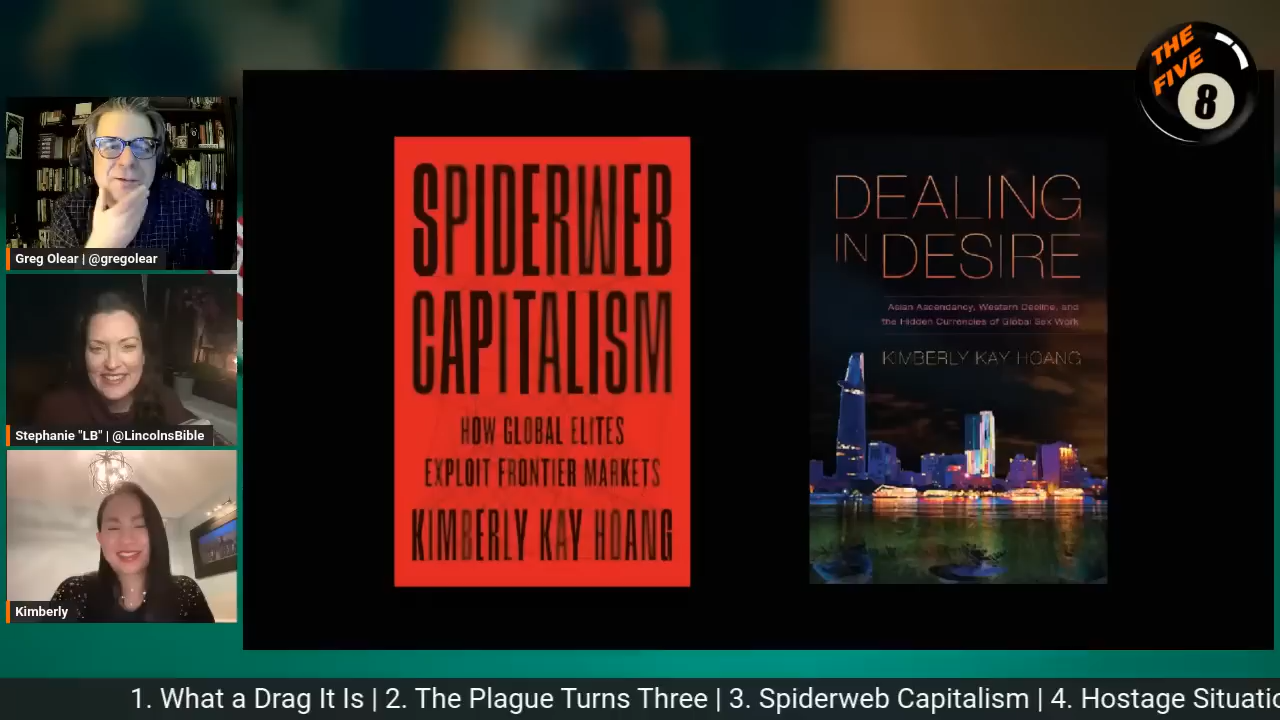 THE
FIVE
8
SPIDERWEB
CAPITALISM
HOW GLOBAL ELITES
EXPLOIT FRONTIER MARKETS
KIMBERLY KAY HOANG
DEALING
IN DESIRE
Asian Ascendancy, Western Decline, and
the Hidden Currencies of Global Sex Work
KIMBERLY KAY HOANG
Greg Olear | @gregolear
Stephanie "LB" | @LincolnsBible
Kimberly
1. What a Drag It Is | 2. The Plague Turns Three | 3. Spiderweb Capitalism | 4. Hostage Situatio